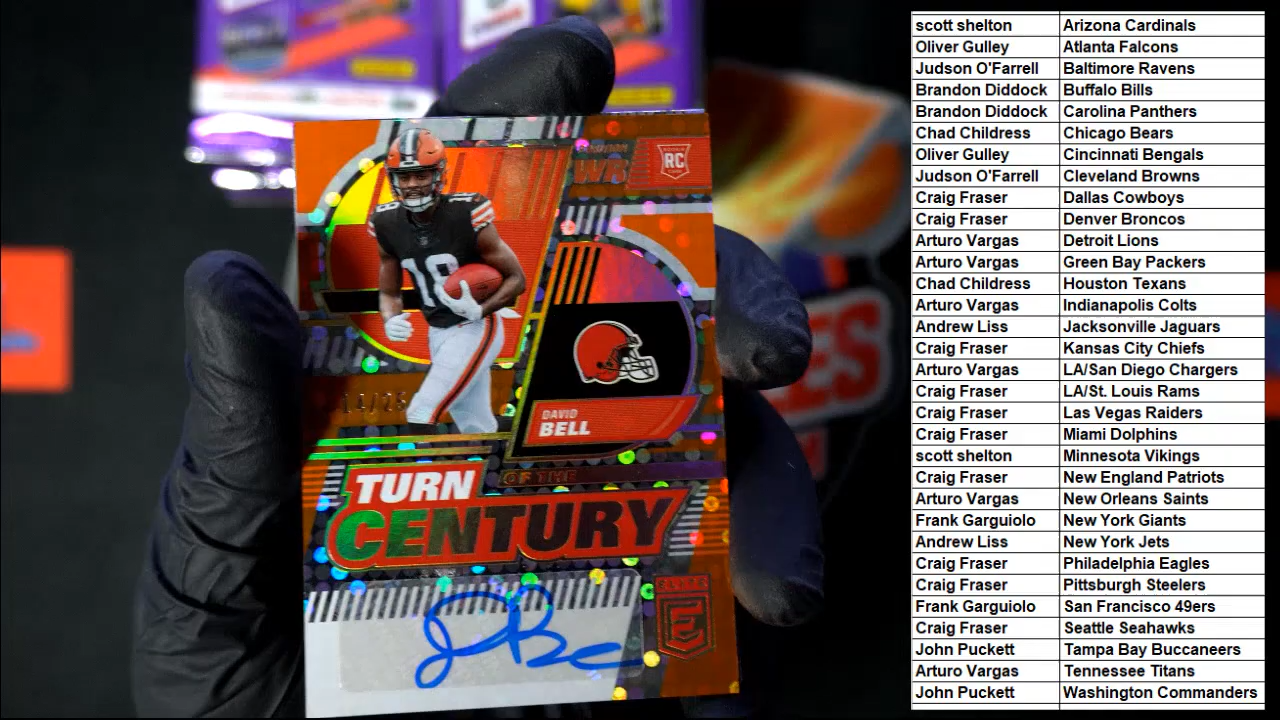 POSITION
WR
ROOKIE
RC
18
18
14/25
DAVID
BELL
TURN
OF THE
CENTURY
ELITE
E
scott shelton Arizona Cardinals
Oliver Gulley Atlanta Falcons
Judson O'Farrell Baltimore Ravens
Brandon Diddock Buffalo Bills
Brandon Diddock Carolina Panthers
Chad Childress Chicago Bears
Oliver Gulley Cincinnati Bengals
Judson O'Farrell Cleveland Browns
Craig Fraser Dallas Cowboys
Craig Fraser Denver Broncos
Arturo Vargas Detroit Lions
Arturo Vargas Green Bay Packers
Chad Childress Houston Texans
Arturo Vargas Indianapolis Colts
Andrew Liss Jacksonville Jaguars
Craig Fraser Kansas City Chiefs
Arturo Vargas LA/San Diego Chargers
Craig Fraser LA/St. Louis Rams
Craig Fraser Las Vegas Raiders
Craig Fraser Miami Dolphins
scott shelton Minnesota Vikings
Craig Fraser New England Patriots
Arturo Vargas New Orleans Saints
Frank Garguiolo New York Giants
Andrew Liss New York Jets
Craig Fraser Philadelphia Eagles
Craig Fraser Pittsburgh Steelers
Frank Garguiolo San Francisco 49ers
Craig Fraser Seattle Seahawks
John Puckett Tampa Bay Buccaneers
Arturo Vargas Tennessee Titans
John Puckett Washington Commanders